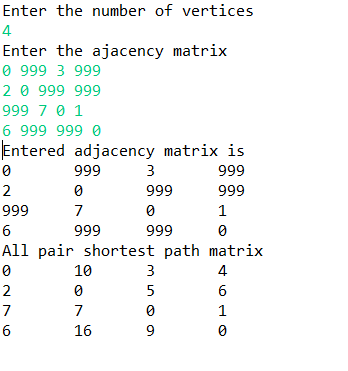 Enter the number of vertices
4
Enter the ajacency matrix
0 999 3 999
2 0 999 999
999 7 0 1
6 999 999 0
Entered adjacency matrix is
0 999 3 999
2 0 999 999
999 7 0 1
6 999 999 0
All pair shortest path matrix
0 10 3 4
2 0 5 6
7 7 0 1
6 16 9 0